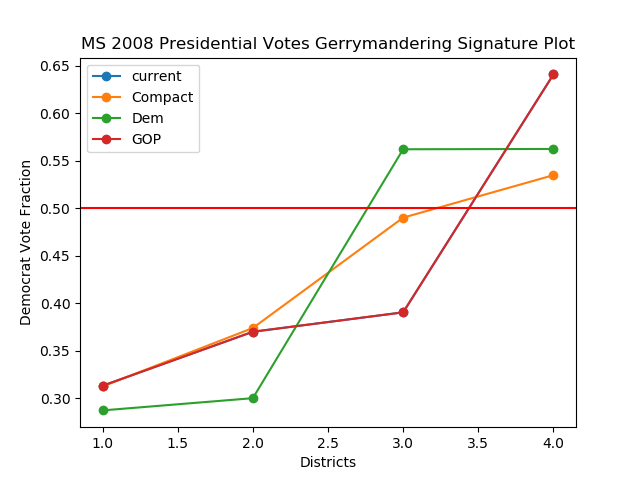 MS 2008 Presidential Votes Gerrymandering Signature Plot
current
Compact
Dem
GOP
Democrat Vote Fraction
0.65
0.60
0.55
0.50
0.45
0.40
0.35
0.30
1.0 1.5 2.0 2.5 3.0 3.5 4.0
Districts